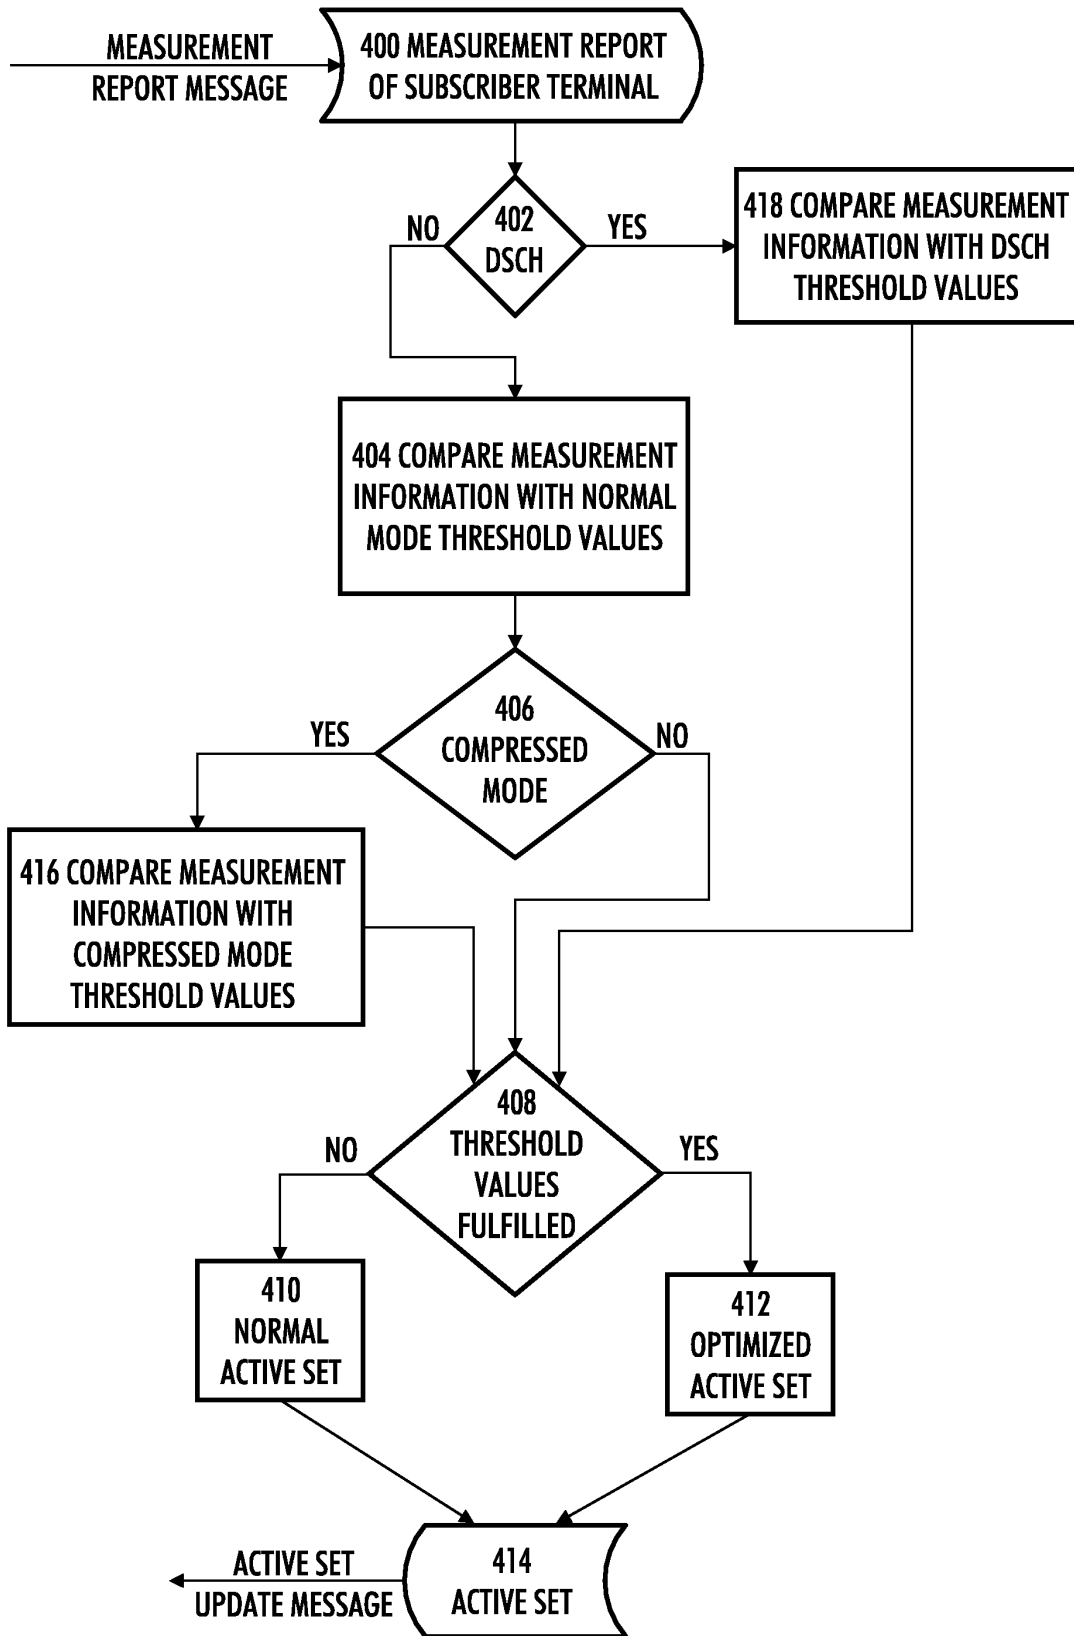 MEASUREMENT
REPORT MESSAGE
400 MEASUREMENT REPORT
OF SUBSCRIBER TERMINAL
NO
402
DSCH
YES
418 COMPARE MEASUREMENT
INFORMATION WITH DSCH
THRESHOLD VALUES
404 COMPARE MEASUREMENT
INFORMATION WITH NORMAL
MODE THRESHOLD VALUES
YES
406
COMPRESSED
MODE
NO
416 COMPARE MEASUREMENT
INFORMATION WITH
COMPRESSED MODE
THRESHOLD VALUES
NO
408
THRESHOLD
VALUES
FULFILLED
YES
410
NORMAL
ACTIVE SET
412
OPTIMIZED
ACTIVE SET
ACTIVE SET
UPDATE MESSAGE
414
ACTIVE SET